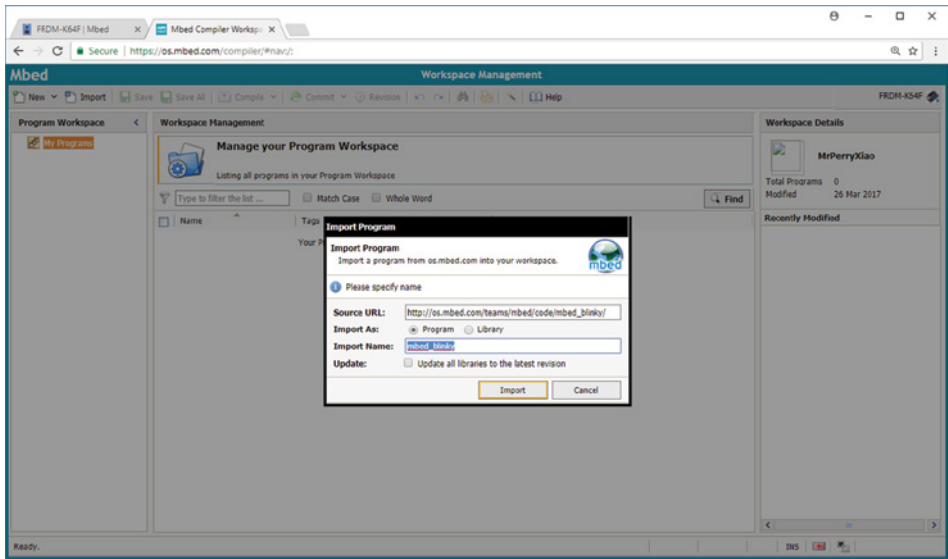 FRDM-K64F | Mbed
Mbed Compiler Workspa
Secure | https://os.mbed.com/compiler/#nav:/;
Mbed
Workspace Management
New Import Save Save All Compile Commit Revision Help
FRDM-K64F
Program Workspace
Workspace Management
Workspace Details
My Programs
Manage your Program Workspace
Listing all programs in your Program Workspace
MrPerryXiao
Total Programs 0
Modified 26 Mar 2017
Type to filter the list ...
Match Case Whole Word
Find
Recently Modified
Name Tags
Your P
Import Program
Import Program
Import a program from os.mbed.com into your workspace.
mbed
Please specify name
Source URL: http://os.mbed.com/teams/mbed/code/mbed_blinky/
Import As: Program Library
Import Name: mbed_blinky
Update: Update all libraries to the latest revision
Import Cancel
Ready.
INS